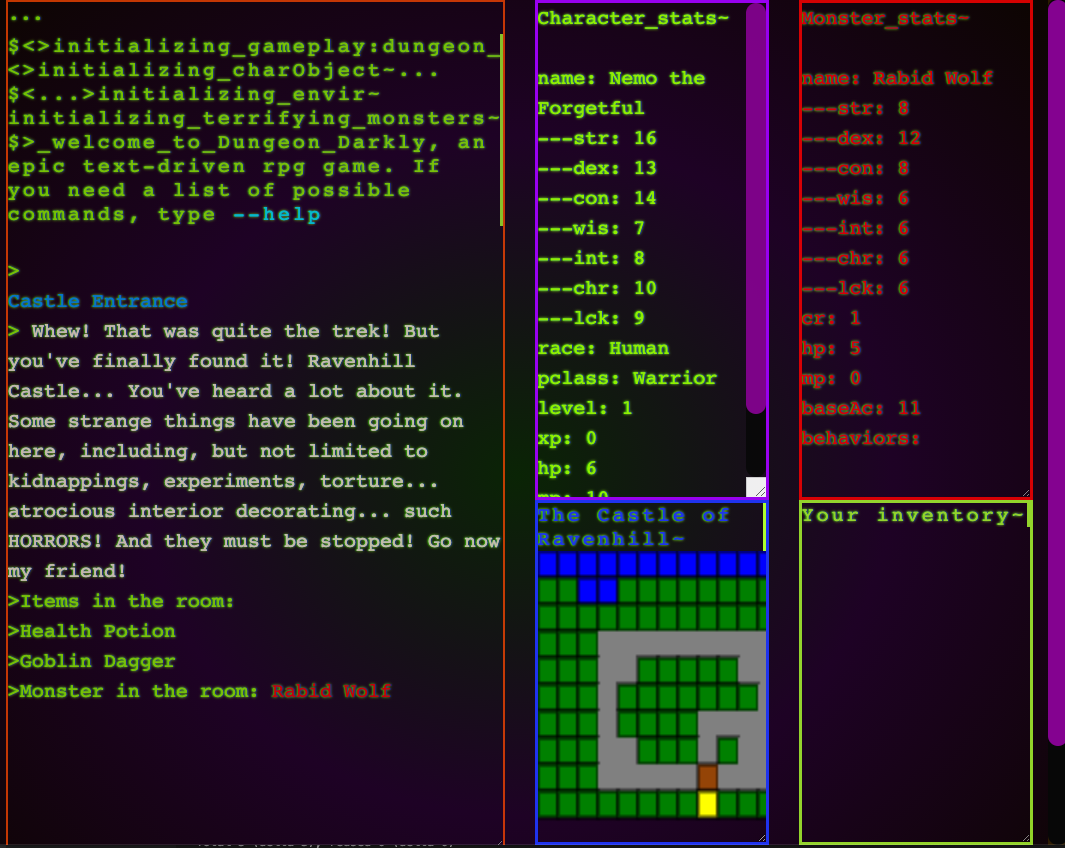 ...
$<>initializing_gameplay:dungeon_
<>initializing_charObject~...
$<...>initializing_envir~
initializing_terrifying_monsters~
$>_welcome_to_Dungeon_Darkly, an
epic text-driven rpg game. If
you need a list of possible
commands, type --help
>
Castle Entrance
> Whew! That was quite the trek! But
you've finally found it! Ravenhill
Castle... You've heard a lot about it.
Some strange things have been going on
here, including, but not limited to
kidnappings, experiments, torture...
atrocious interior decorating... such
HORRORS! And they must be stopped! Go now
my friend!
>Items in the room:
>Health Potion
>Goblin Dagger
>Monster in the room: Rabid Wolf
Character_stats~
name: Nemo the
Forgetful
---str: 16
---dex: 13
---con: 14
---wis: 7
---int: 8
---chr: 10
---lck: 9
race: Human
pclass: Warrior
level: 1
xp: 0
hp: 6
mp: 10
The Castle of
Ravenhill~
Monster_stats~
name: Rabid Wolf
---str: 8
---dex: 12
---con: 8
---wis: 6
---int: 6
---chr: 6
---lck: 6
cr: 1
hp: 5
mp: 0
baseAc: 11
behaviors:
Your inventory~